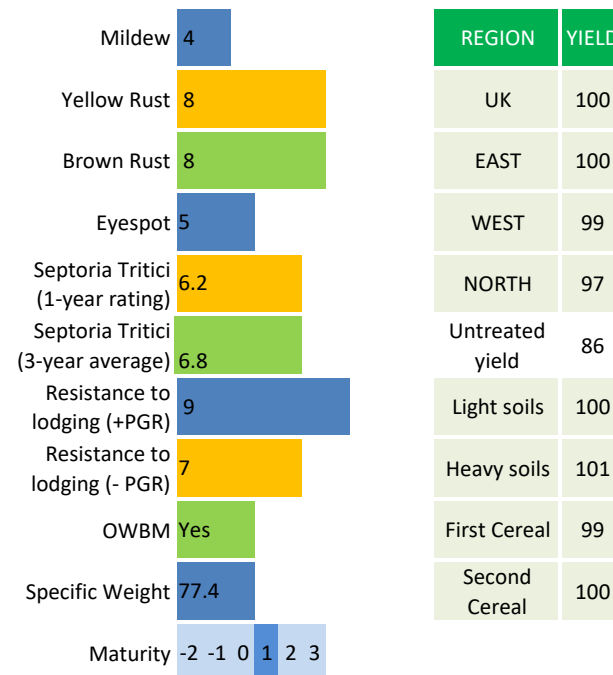 Mildew 4
Yellow Rust 8
Brown Rust 8
Eyespot 5
Septoria Tritici
(1-year rating) 6.2
Septoria Tritici
(3-year average) 6.8
Resistance to
lodging (+PGR) 9
Resistance to
lodging (- PGR) 7
OWBM Yes
Specific Weight 77.4
Maturity -2 -1 0 1 2 3
REGION YIELD
UK 100
EAST 100
WEST 99
NORTH 97
Untreated
yield 86
Light soils 100
Heavy soils 101
First Cereal 99
Second
Cereal 100